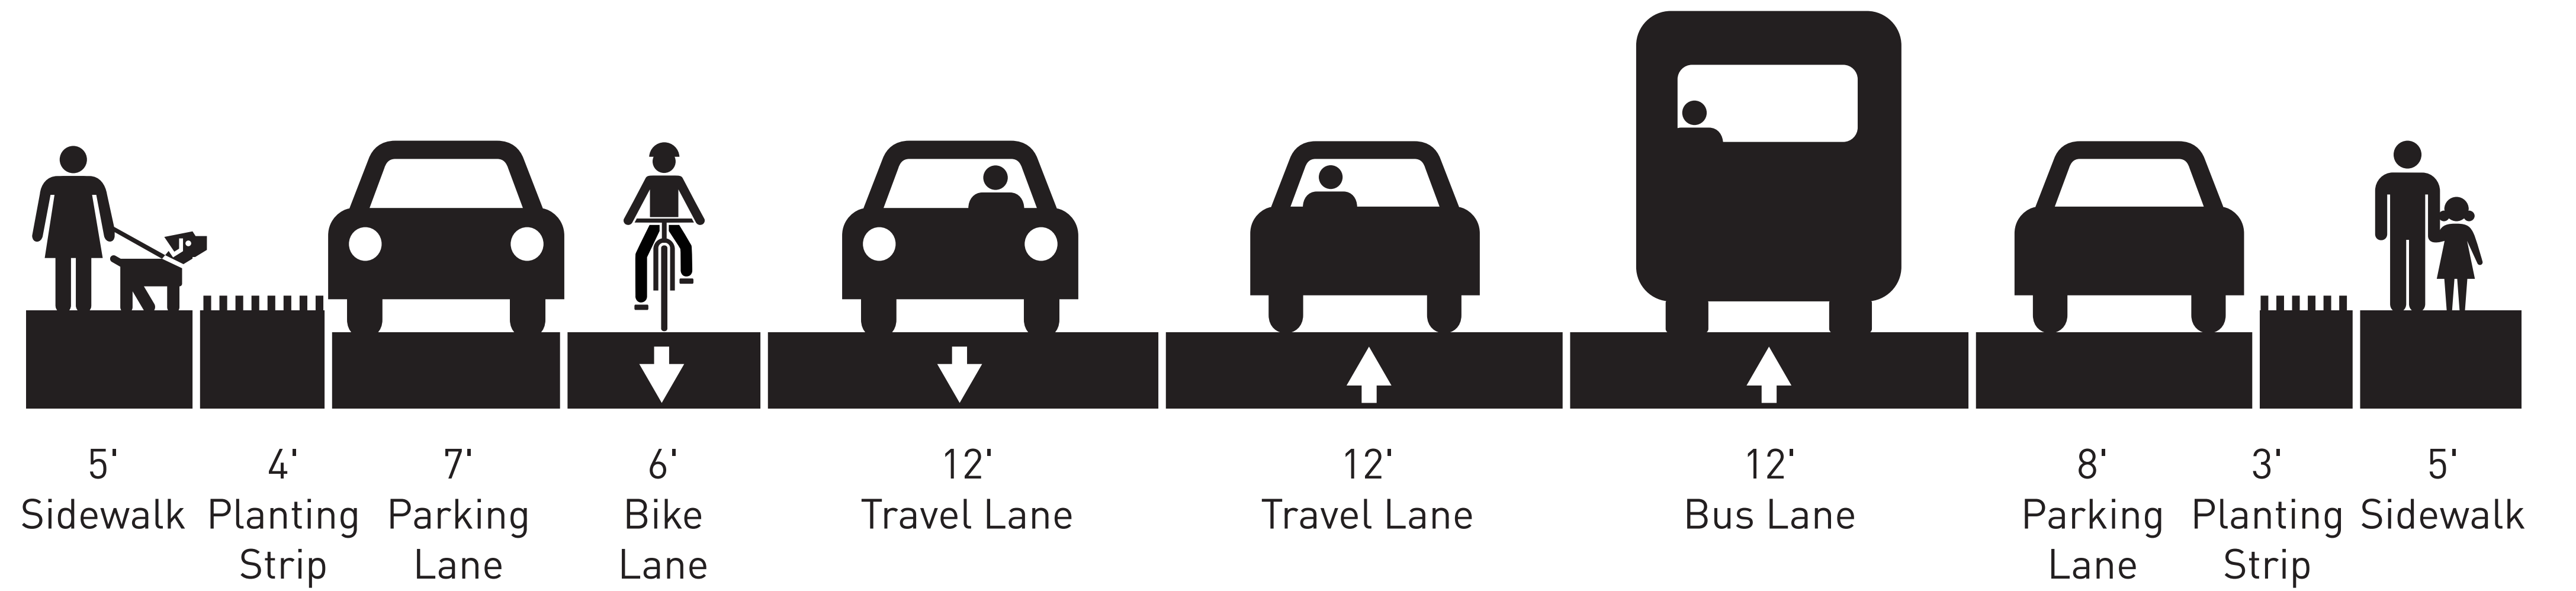 5'
Sidewalk
4'
Planting
Strip
7'
Parking
Lane
6'
Bike
Lane
12'
Travel Lane
12'
Travel Lane
12'
Bus Lane
8'
Parking
Lane
3'
Planting
Strip
5'
Sidewalk